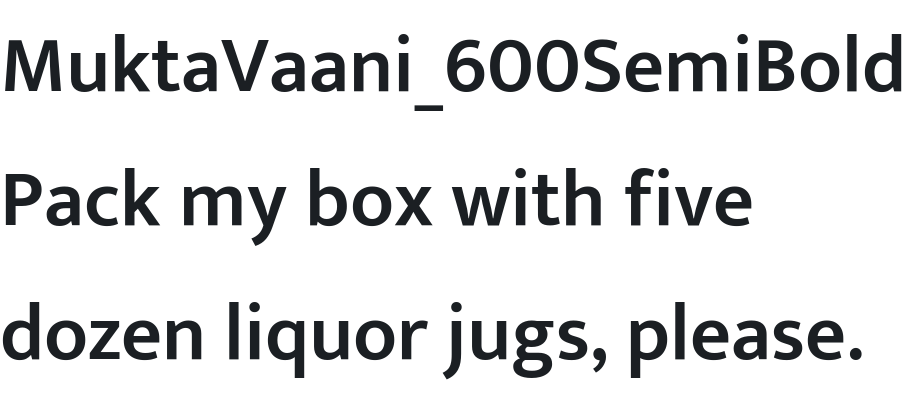 MuktaVaani_600SemiBold
Pack my box with five
dozen liquor jugs, please.